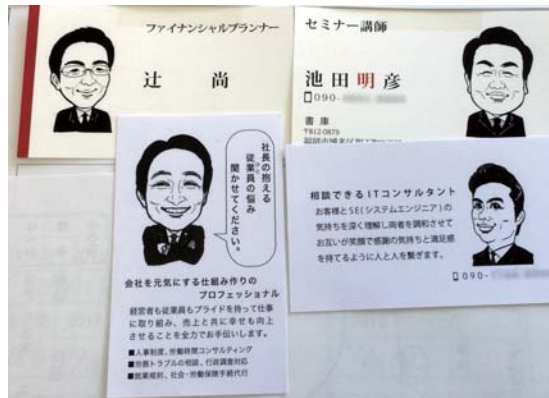 ファイナンシャルプランナー
辻 尚
セミナー講師
池田明彦
090-
書庫
〒812-0879
社長の抱える
従業員の悩み
聞かせてください。
会社を元気にする仕組み作りの
プロフェッショナル
経営者も従業員もプライドを持って仕事
に取り組み、売上と共に幸せも向上
させることを全力でお手伝いします。
■人事制度、労働時間コンサルティング
■労務トラブルの相談、行政調査対応
■就業規則、社会・労働保険手続代行
相談できるITコンサルタント
お客様とSE(システムエンジニア)の
気持ちを深く理解し両者を調和させて
お互いが笑顔で感謝の気持ちと満足感
を持てるように人と人を繋ぎます。
090-